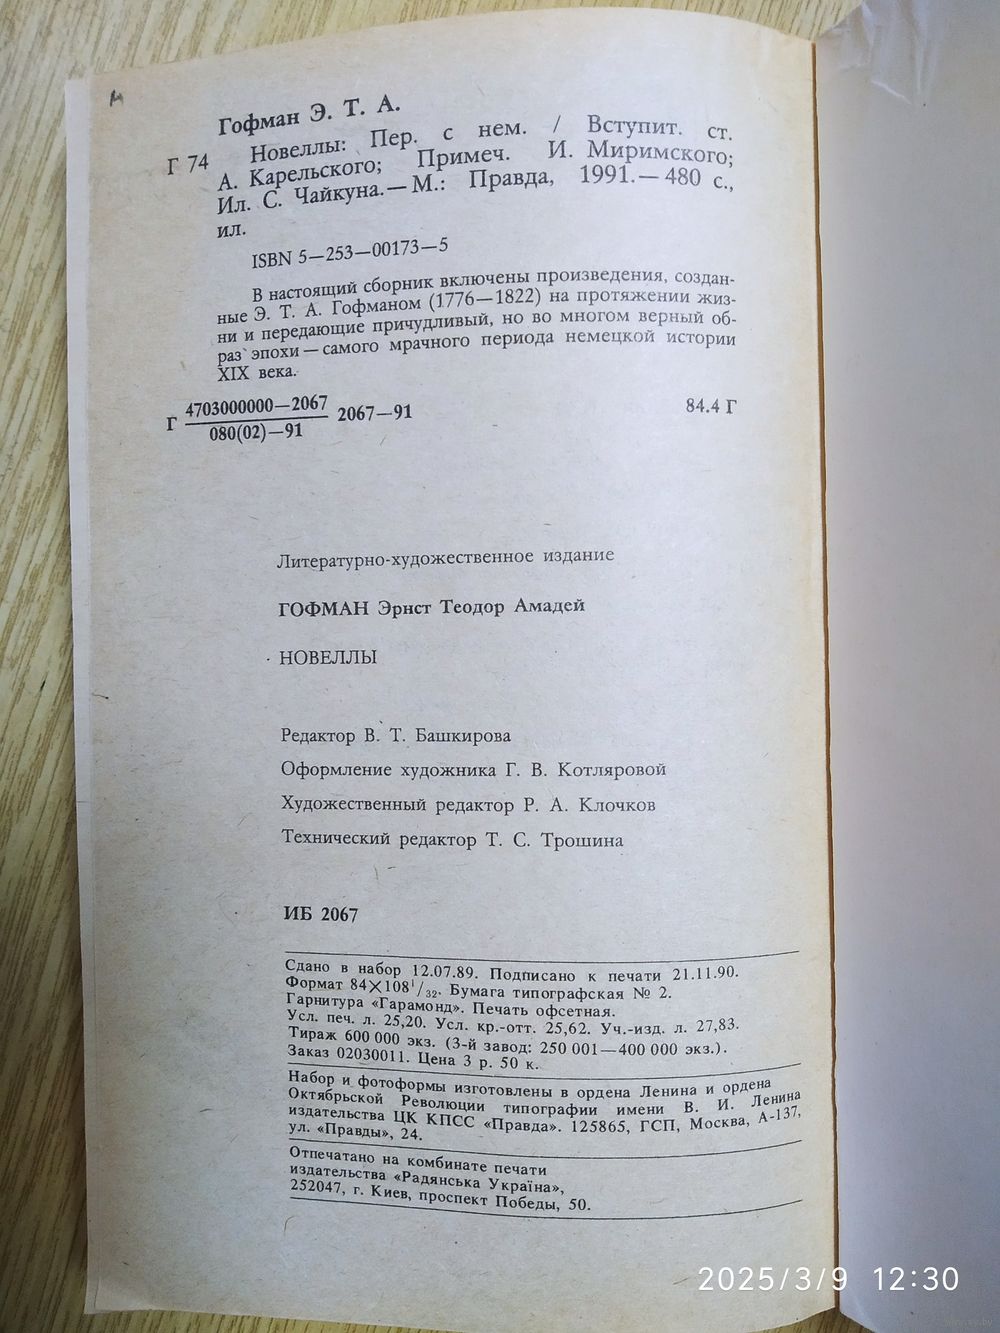 Гофман Э. Т. А.
Г 74 Новеллы: Пер. с нем. / Вступит. ст.
А. Карельского; Примеч. И. Миримского;
Ил. С. Чайкуна.— М.: Правда, 1991.— 480 с.,
ил.
ISBN 5—253—00173—5
В настоящий сборник включены произведения, создан-
ные Э. Т. А. Гофманом (1776—1822) на протяжении жиз-
ни и передающие причудливый, но во многом верный об-
раз эпохи — самого мрачного периода немецкой истории
XIX века.
Г 4703000000—2067 / 080(02)—91 2067—91 84.4 Г
Литературно-художественное издание
ГОФМАН Эрнст Теодор Амадей
НОВЕЛЛЫ
Редактор В. Т. Башкирова
Оформление художника Г. В. Котляровой
Художественный редактор Р. А. Клочков
Технический редактор Т. С. Трошина
ИБ 2067
Сдано в набор 12.07.89. Подписано к печати 21.11.90.
Формат 84×108 1/32. Бумага типографская № 2.
Гарнитура «Гарамонд». Печать офсетная.
Усл. печ. л. 25,20. Усл. кр.-отт. 25,62. Уч.-изд. л. 27,83.
Тираж 600 000 экз. (3-й завод: 250 001—400 000 экз.).
Заказ 02030011. Цена 3 р. 50 к.
Набор и фотоформы изготовлены в ордена Ленина и ордена
Октябрьской Революции типографии имени В. И. Ленина
издательства ЦК КПСС «Правда». 125865, ГСП, Москва, А-137,
ул. «Правды», 24.
Отпечатано на комбинате печати
издательства «Радянська Україна»,
252047, г. Киев, проспект Победы, 50.
2025/3/9 12:30